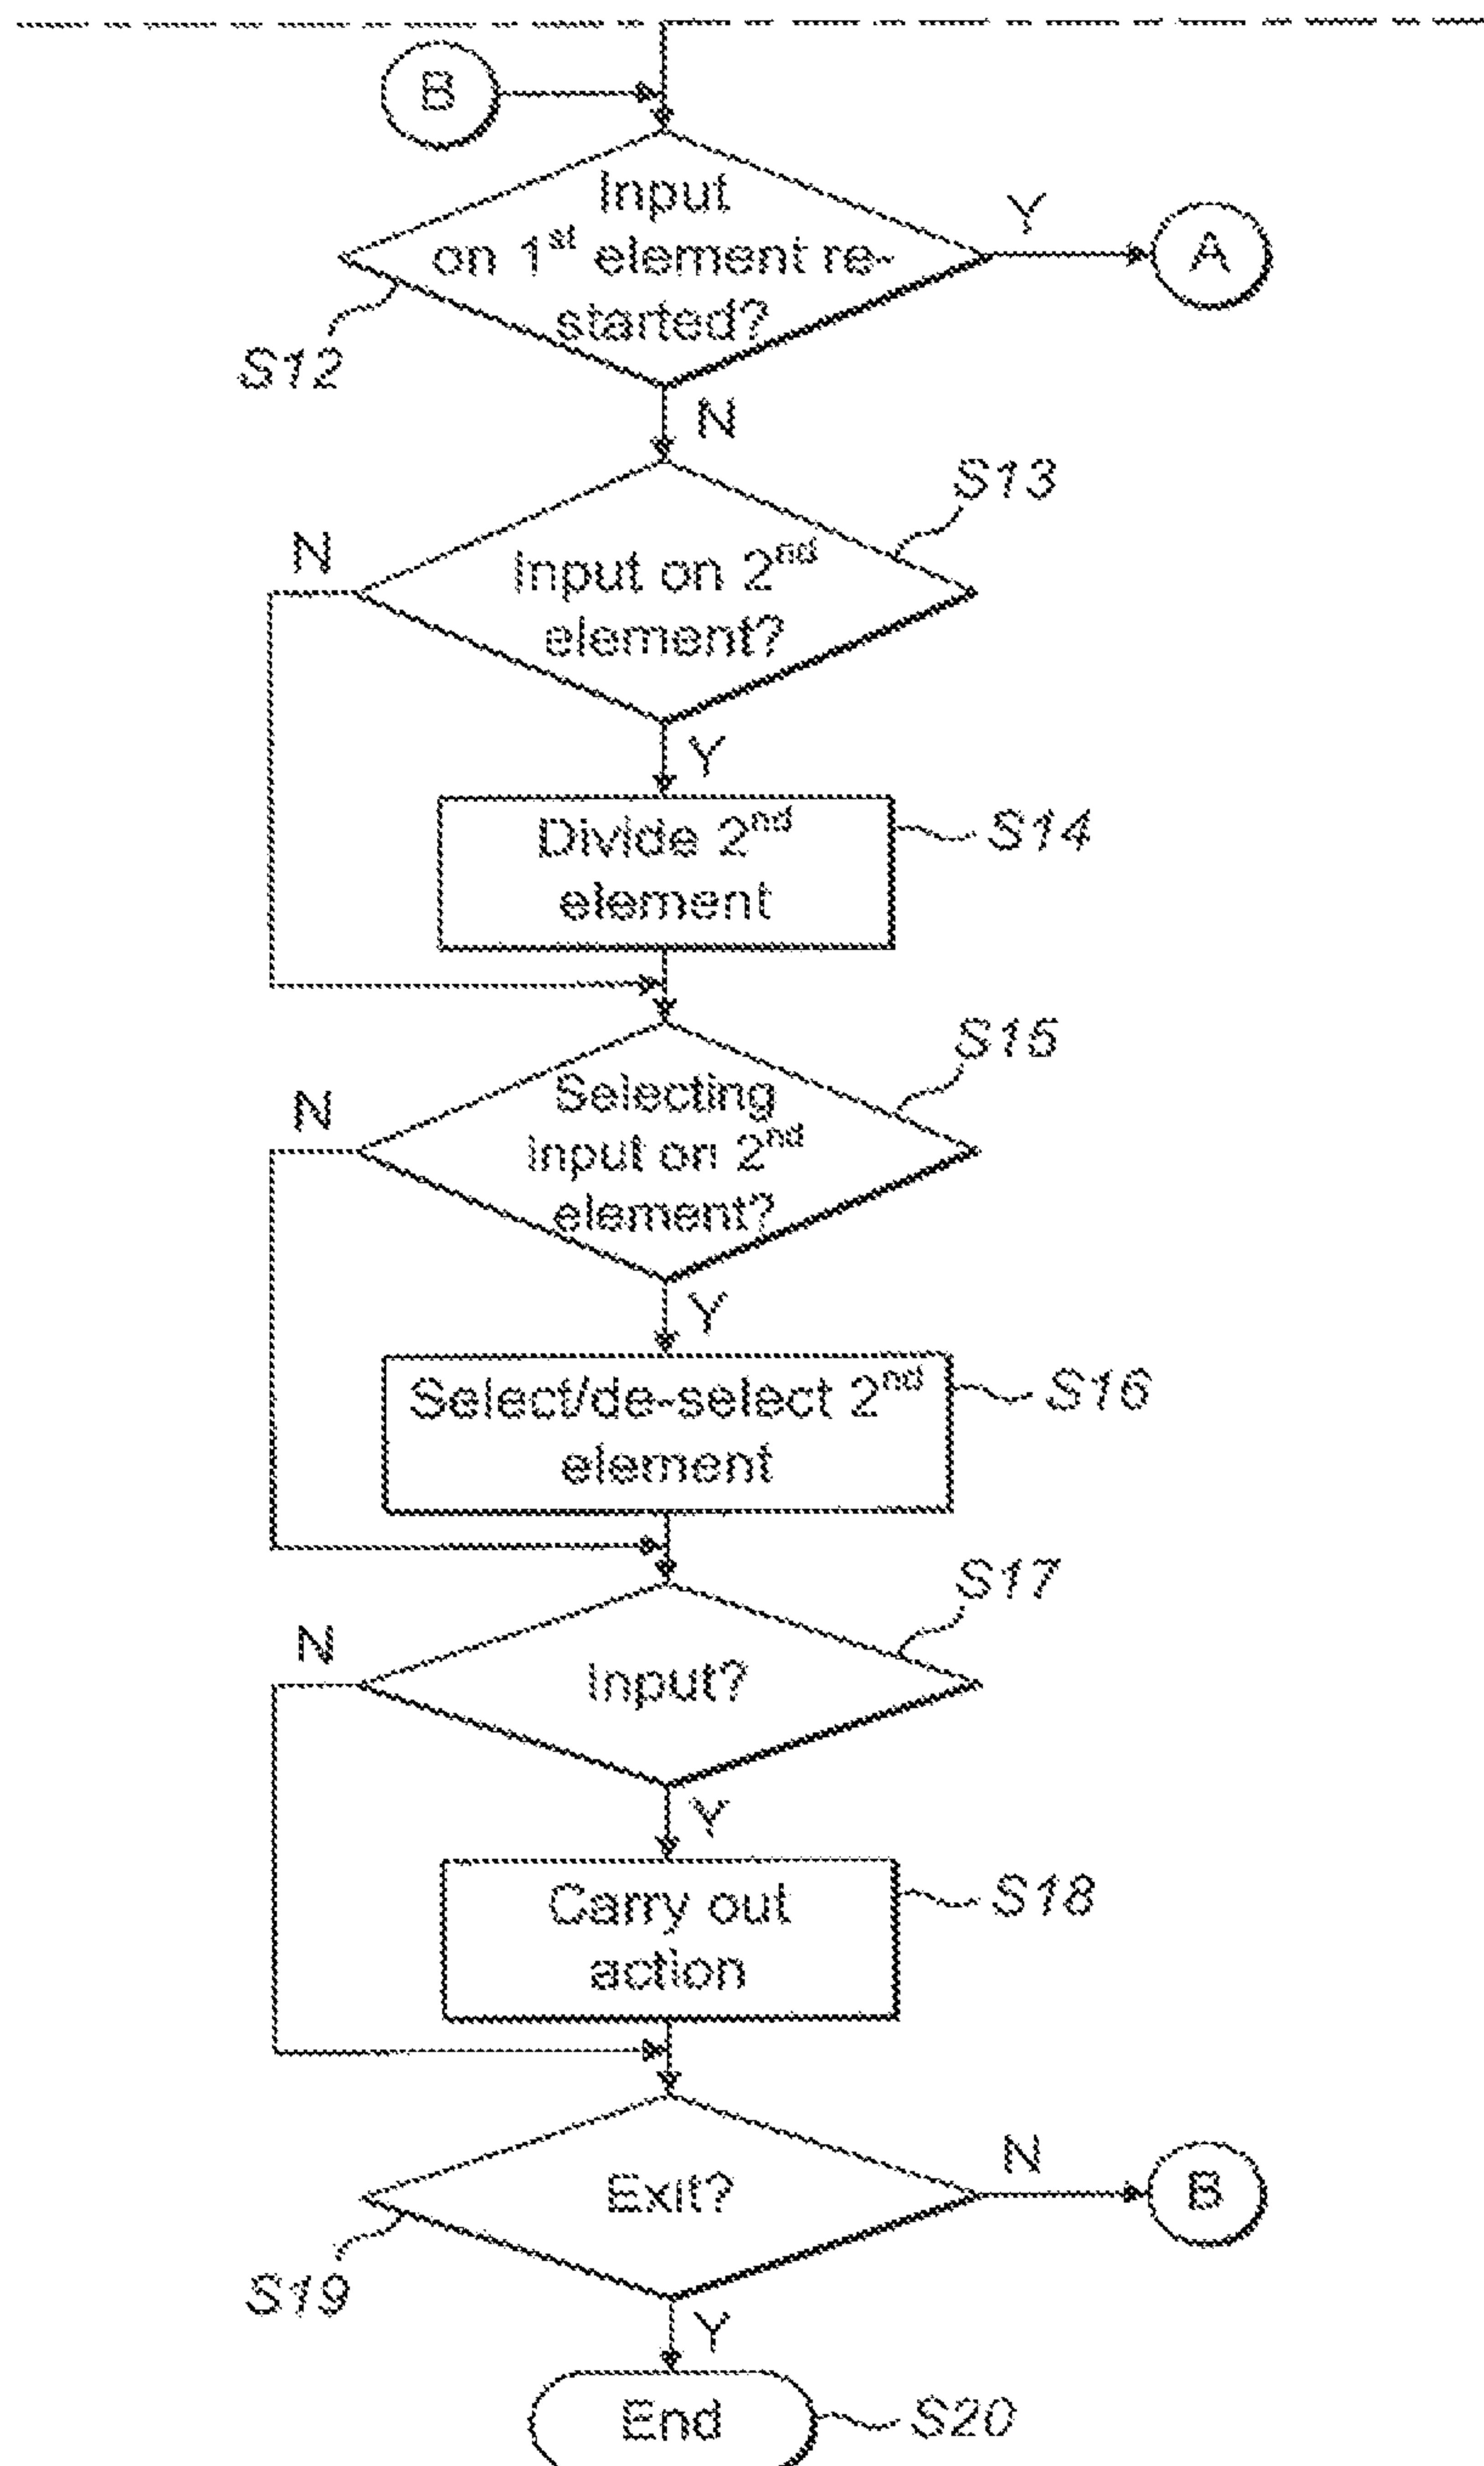 B
Input
on 1st element re-
started?
Y
A
S12
N
S13
N
Input on 2nd
element?
Y
Divide 2nd
element
S14
S15
N
Selecting
input on 2nd
element?
Y
Select/de-select 2nd
element
S16
S17
N
Input?
Y
Carry out
action
S18
Exit?
N
B
S19
Y
End
S20